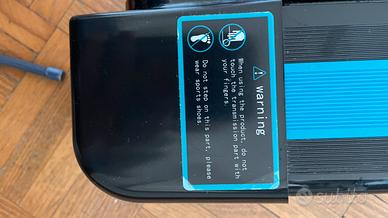 warning
When using the product, do not
touch the transmission part with
your fingers.
Do not step on this part, please
wear sports shoes.
subito